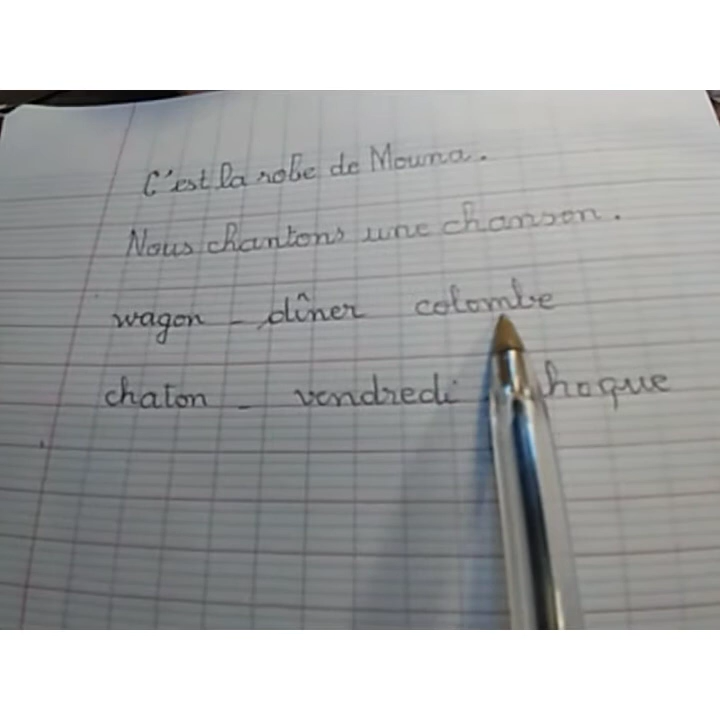 C'est la robe de Mouna.
Nous chantons une chanson.
wagon - dîner colombe
chaton - vendredi